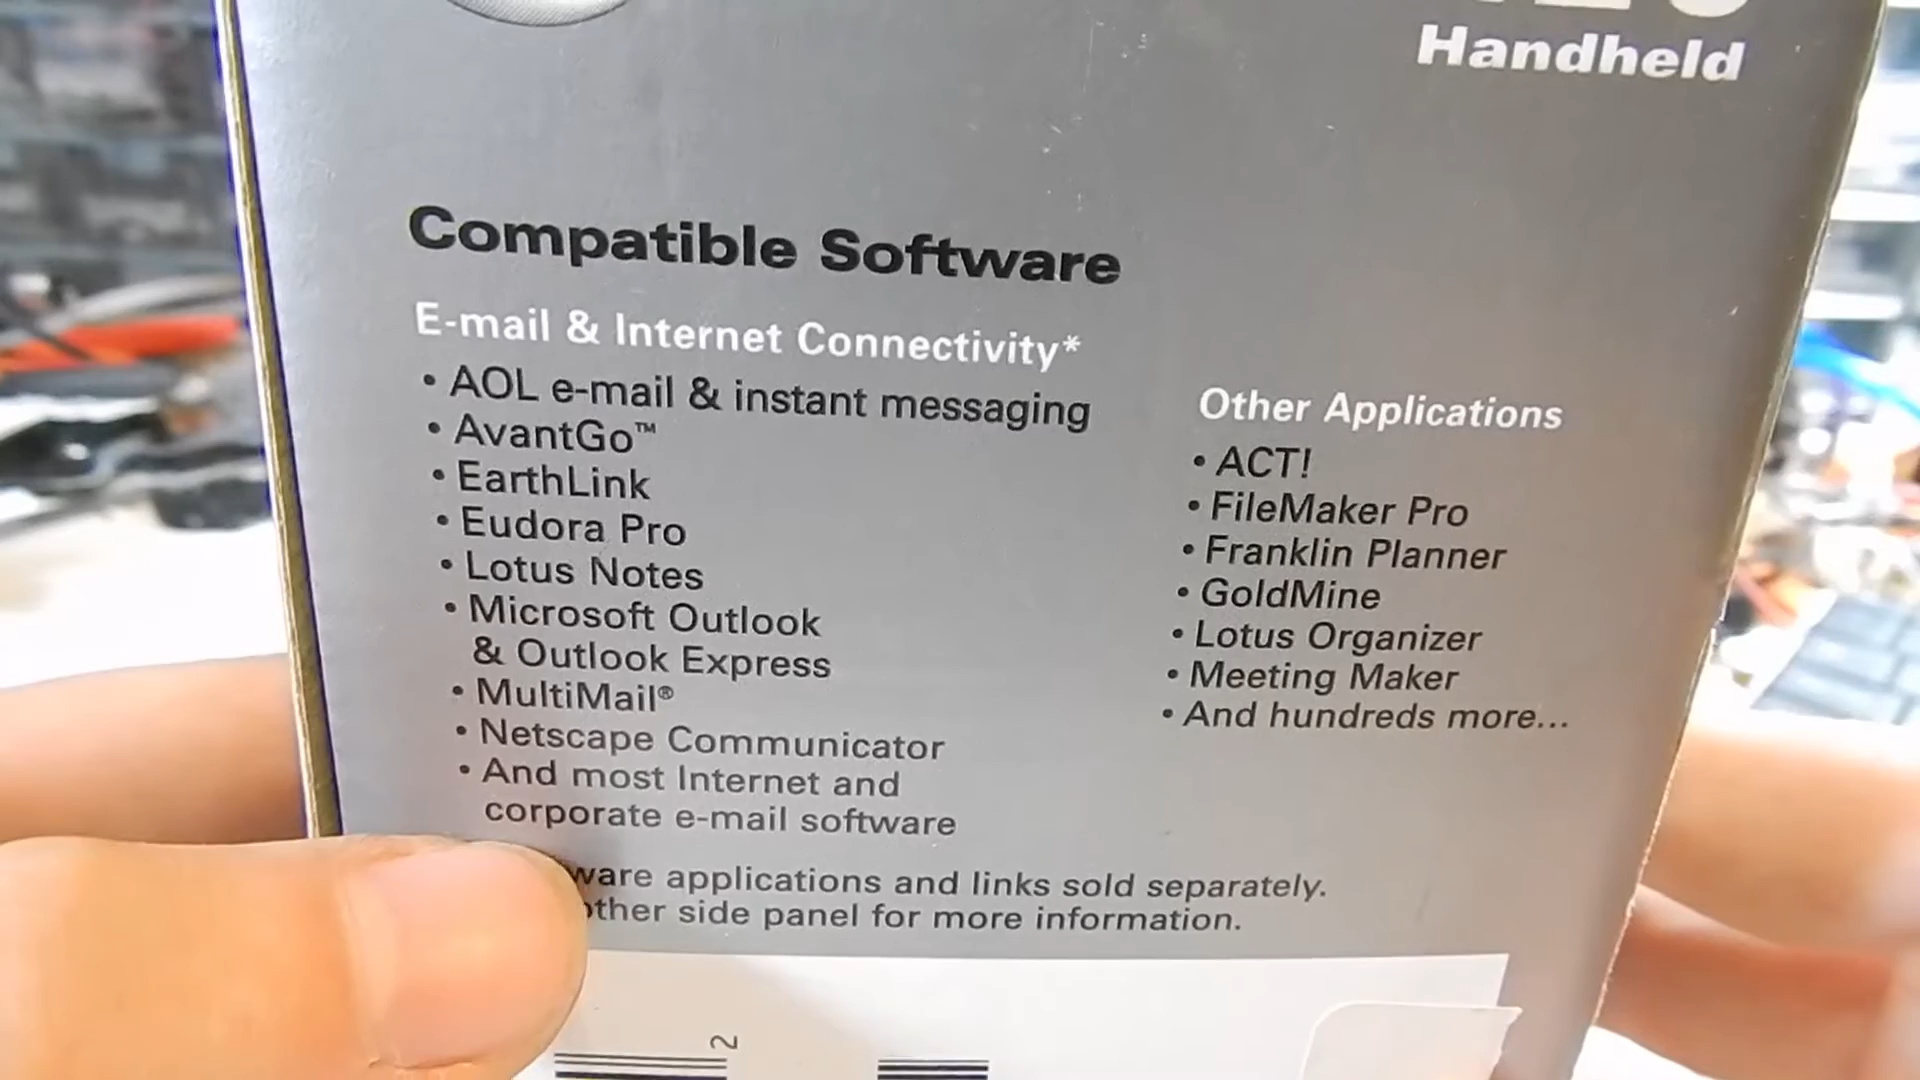 Handheld
Compatible Software
E-mail & Internet Connectivity*
• AOL e-mail & instant messaging
• AvantGo™
• EarthLink
• Eudora Pro
• Lotus Notes
• Microsoft Outlook
& Outlook Express
• MultiMail®
• Netscape Communicator
• And most Internet and
corporate e-mail software
Other Applications
• ACT!
• FileMaker Pro
• Franklin Planner
• GoldMine
• Lotus Organizer
• Meeting Maker
• And hundreds more...
applications and links sold separately.
side panel for more information.
2